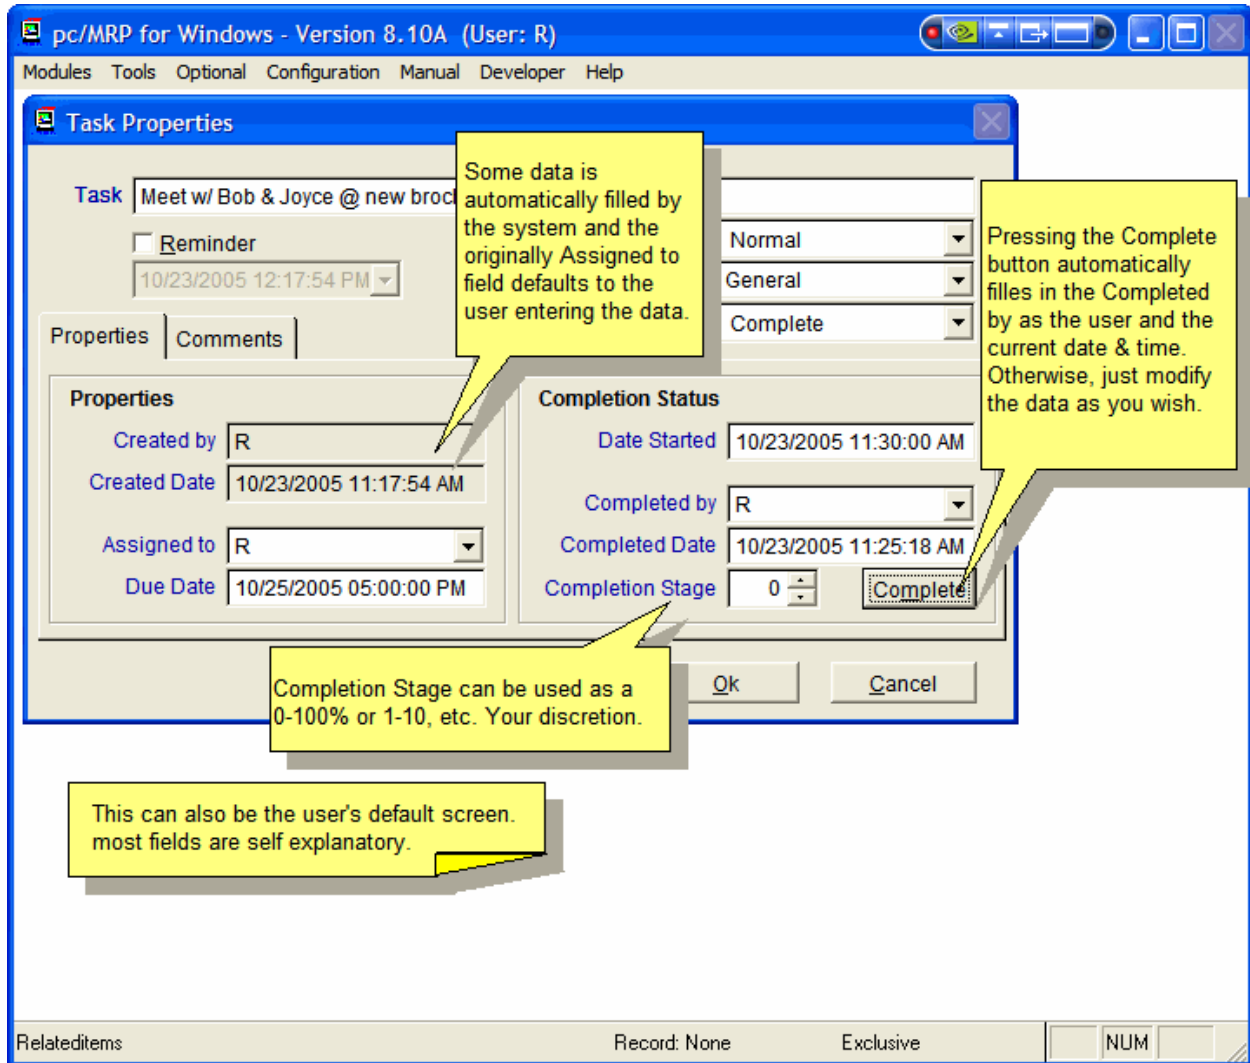 pc/MRP for Windows - Version 8.10A (User: R)
Modules Tools Optional Configuration Manual Developer Help
Task Properties
Task Meet w/ Bob & Joyce @ new
Reminder
10/23/2005 12:17:54 PM
Normal
General
Complete
Some data is
automatically filled by
the system and the
originally Assigned to
field defaults to the
user entering the data.
Pressing the Complete
button automatically
filles in the Completed
by as the user and the
current date & time.
Otherwise, just modify
the data as you wish.
Properties Comments
Properties
Created by R
Created Date 10/23/2005 11:17:54 AM
Assigned to R
Due Date 10/25/2005 05:00:00 PM
Completion Status
Date Started 10/23/2005 11:30:00 AM
Completed by R
Completed Date 10/23/2005 11:25:18 AM
Completion Stage 0 Complete
Completion Stage can be used as a
0-100% or 1-10, etc. Your discretion.
Ok Cancel
This can also be the user's default screen.
most fields are self explanatory.
Relateditems Record: None Exclusive NUM